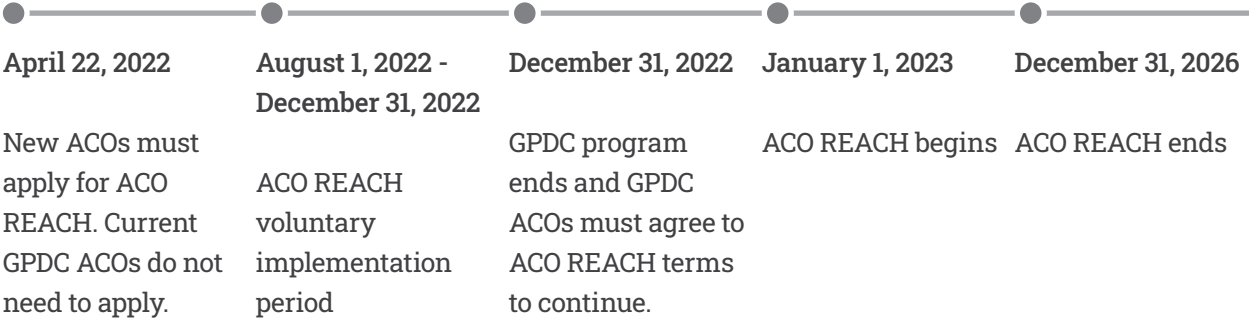 April 22, 2022
New ACOs must
apply for ACO
REACH. Current
GPDC ACOs do not
need to apply.
August 1, 2022 -
December 31, 2022
ACO REACH
voluntary
implementation
period
December 31, 2022
GPDC program
ends and GPDC
ACOs must agree to
ACO REACH terms
to continue.
January 1, 2023
ACO REACH begins
December 31, 2026
ACO REACH ends